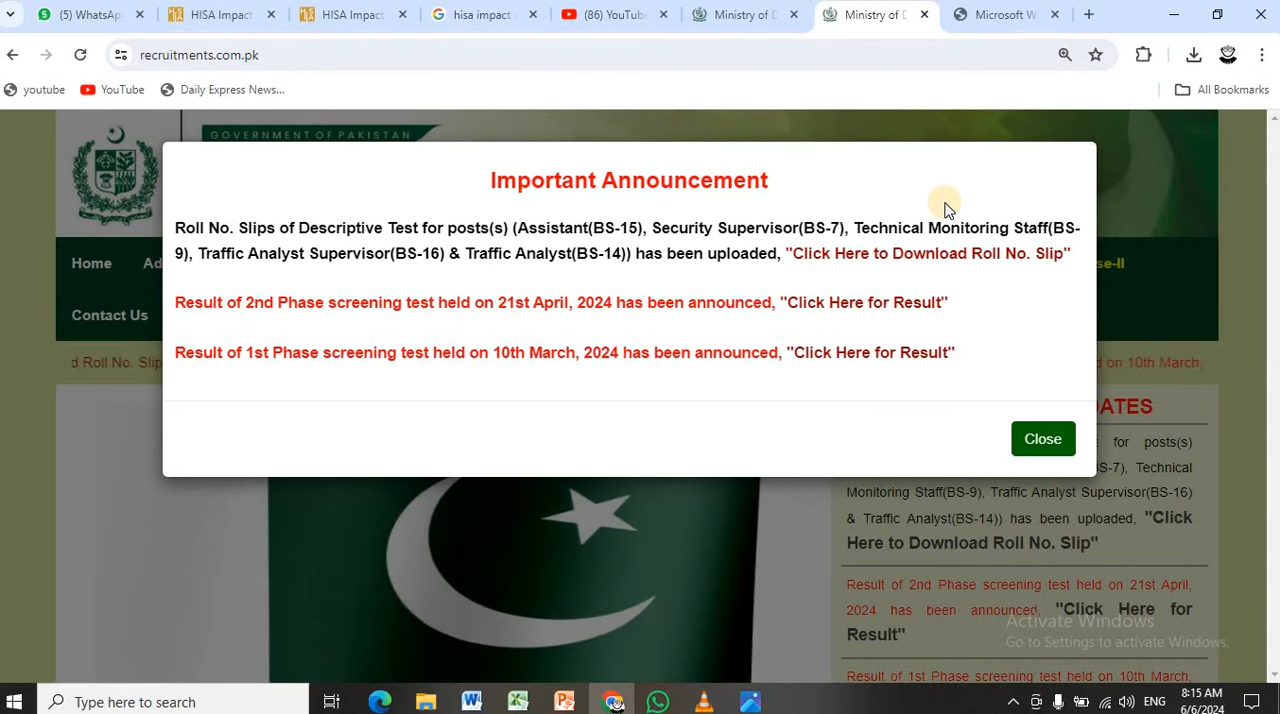 (5) WhatsApp
HISA Impact
HISA Impact
hisa impact
(86) YouTube
Ministry of D
Ministry of D
Microsoft W
recruitments.com.pk
youtube
YouTube
Daily Express News...
All Bookmarks
GOVERNMENT OF PAKISTAN
Important Announcement
Roll No. Slips of Descriptive Test for posts(s) (Assistant(BS-15), Security Supervisor(BS-7), Technical Monitoring Staff(BS-
9), Traffic Analyst Supervisor(BS-16) & Traffic Analyst(BS-14)) has been uploaded, "Click Here to Download Roll No. Slip"
Result of 2nd Phase screening test held on 21st April, 2024 has been announced, "Click Here for Result"
Result of 1st Phase screening test held on 10th March, 2024 has been announced, "Click Here for Result"
Close
Home
Ad
se-II
Contact Us
d Roll No. Slip
d on 10th March,
DATES
for posts(s)
S-7), Technical
Monitoring Staff(BS-9), Traffic Analyst Supervisor(BS-16)
& Traffic Analyst(BS-14)) has been uploaded, "Click
Here to Download Roll No. Slip"
Result of 2nd Phase screening test held on 21st April,
2024 has been announced, "Click Here for
Result"
Result of 1st Phase screening test held on 10th March,
Activate Windows
Go to Settings to activate Windows.
Type here to search
ENG
8:15 AM
6/6/2024